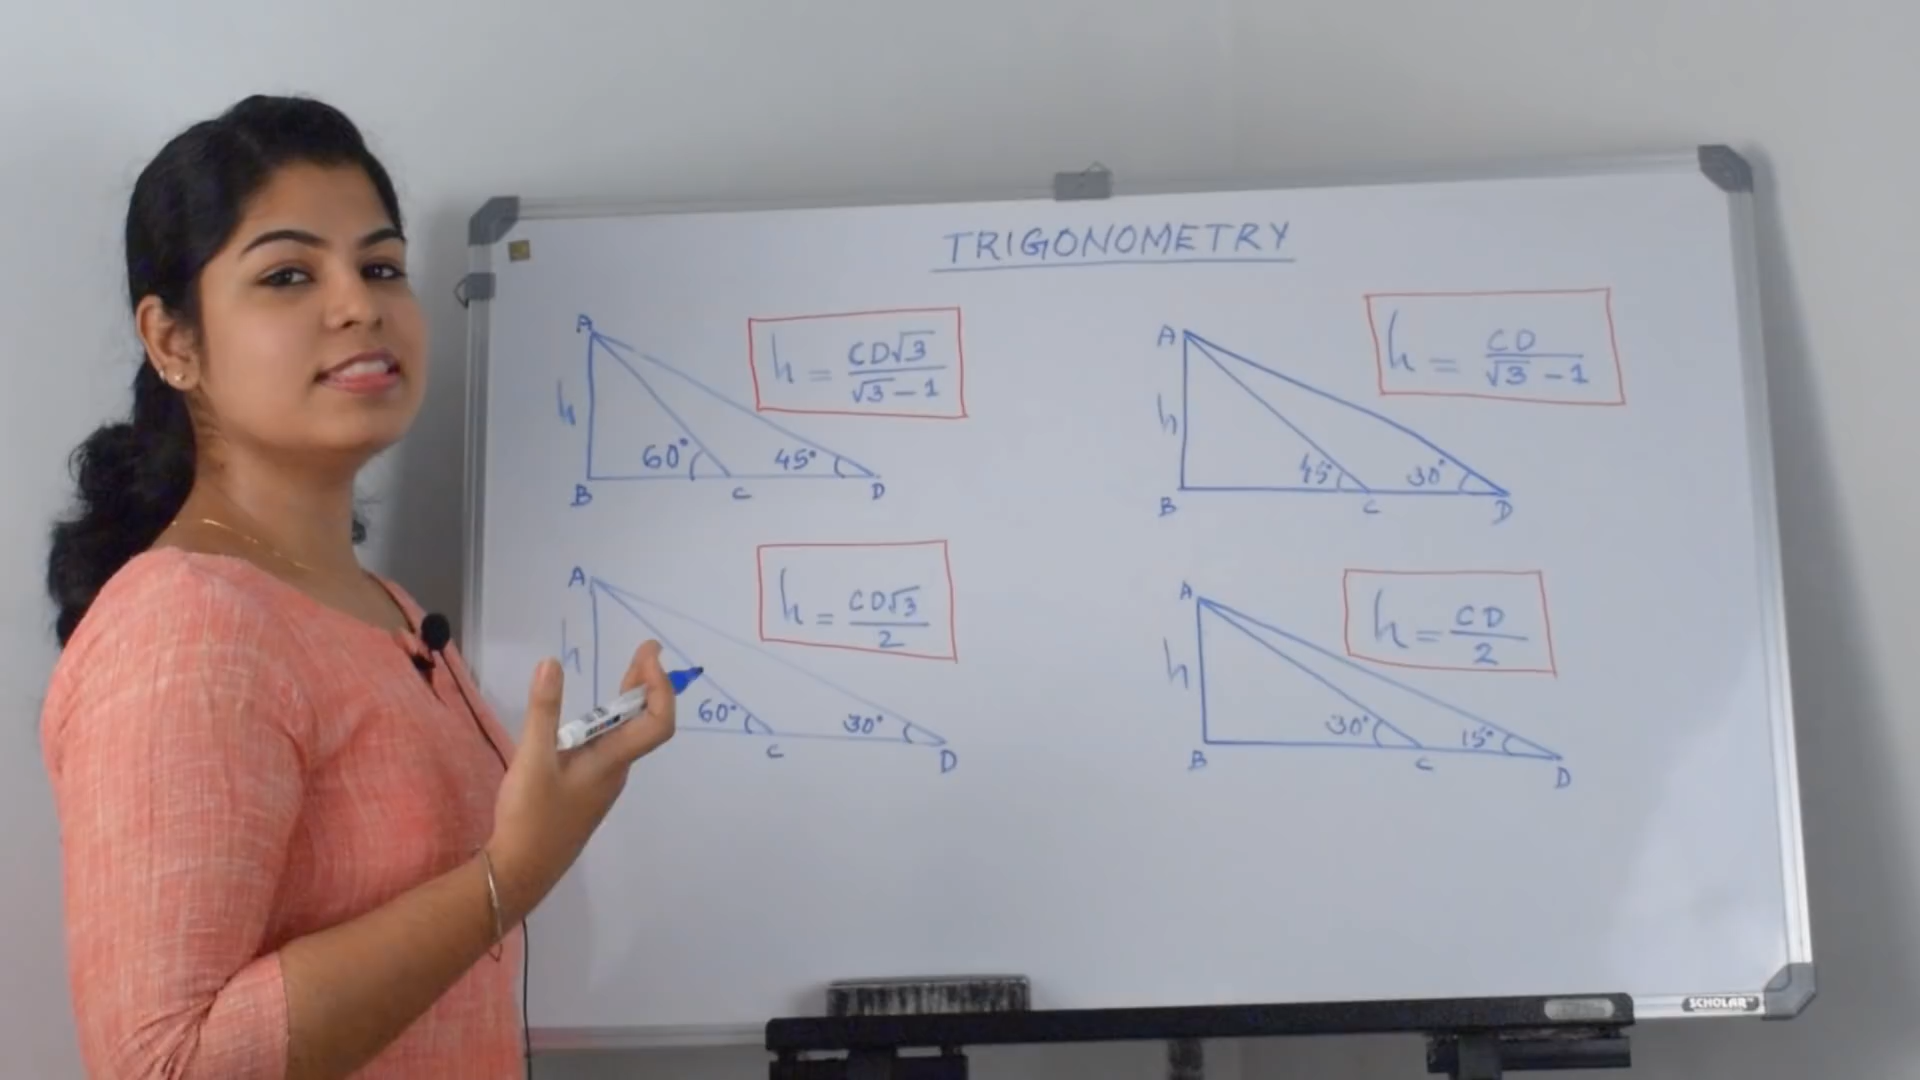 TRIGONOMETRY
A
h = CD√3 / √3 - 1
h
60° 45°
B C D
A
h = CD / √3 - 1
h
45° 30°
B C D
A
h = CD√3 / 2
h
60° 30°
C D
A
h = CD / 2
h
30° 15°
B C D
SCHOLAR™